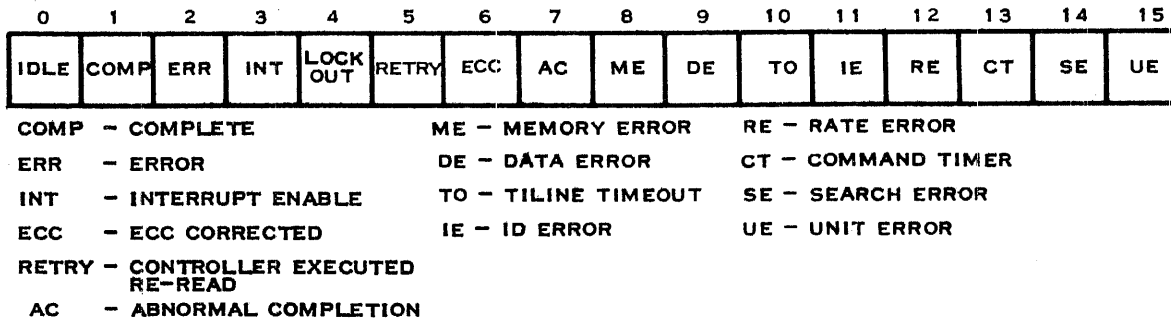 0 1 2 3 4 5 6 7 8 9 10 11 12 13 14 15
IDLE COMP ERR INT LOCK OUT RETRY ECC AC ME DE TO IE RE CT SE UE
COMP - COMPLETE
ERR - ERROR
INT - INTERRUPT ENABLE
ECC - ECC CORRECTED
RETRY - CONTROLLER EXECUTED
RE-READ
AC - ABNORMAL COMPLETION
ME - MEMORY ERROR
DE - DATA ERROR
TO - TILINE TIMEOUT
IE - ID ERROR
RE - RATE ERROR
CT - COMMAND TIMER
SE - SEARCH ERROR
UE - UNIT ERROR